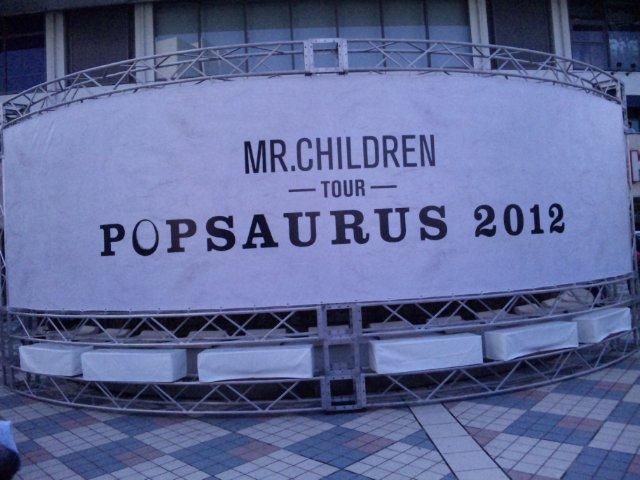 MR.CHILDREN
— TOUR —
POPSAURUS 2012